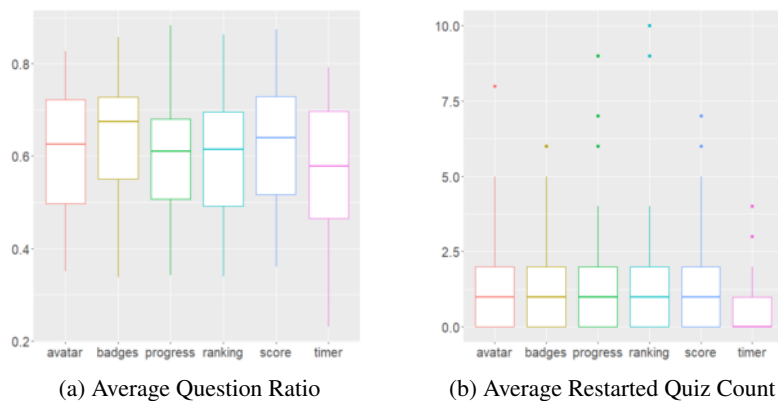 0.8
0.6
0.4
0.2
avatar badges progress ranking score timer
(a) Average Question Ratio
10.0
7.5
5.0
2.5
0.0
avatar badges progress ranking score timer
(b) Average Restarted Quiz Count